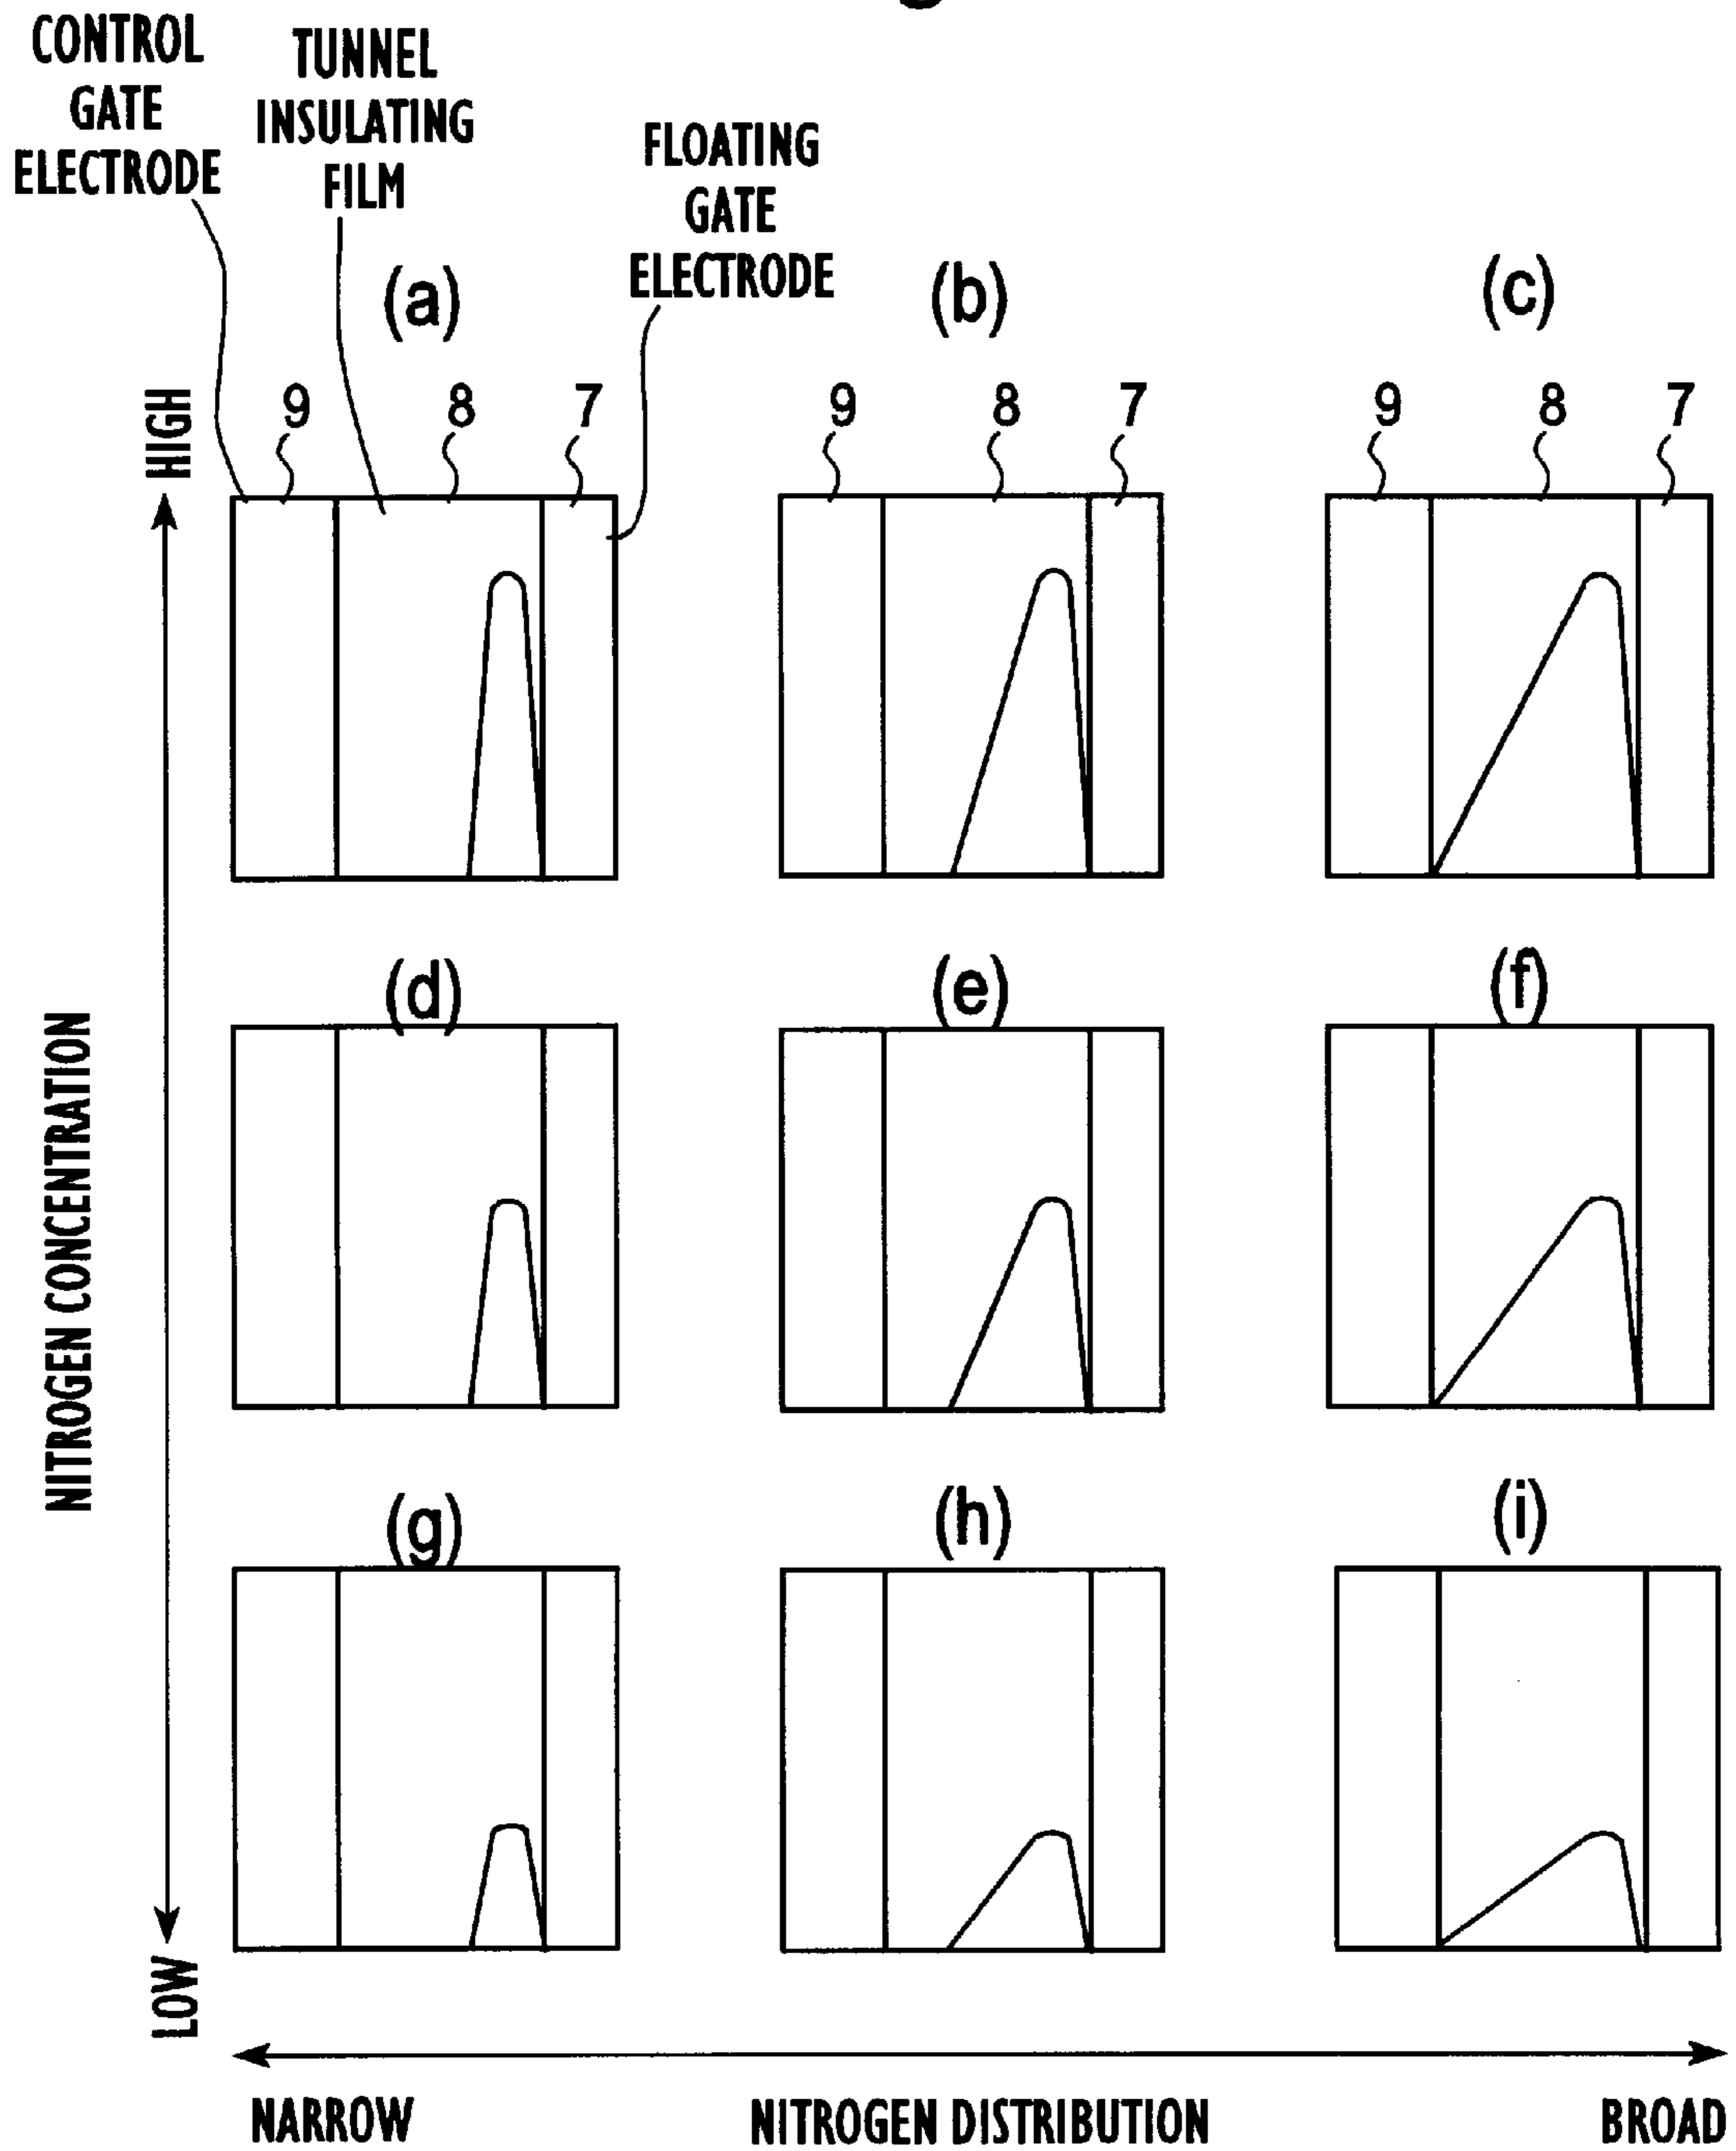 CONTROL
GATE
ELECTRODE
TUNNEL
INSULATING
FILM
FLOATING
GATE
ELECTRODE
(a)
(b)
(c)
9 8 7
9 8 7
9 8 7
HIGH
(d)
(e)
(f)
NITROGEN CONCENTRATION
(g)
(h)
(i)
LOW
NARROW
NITROGEN DISTRIBUTION
BROAD